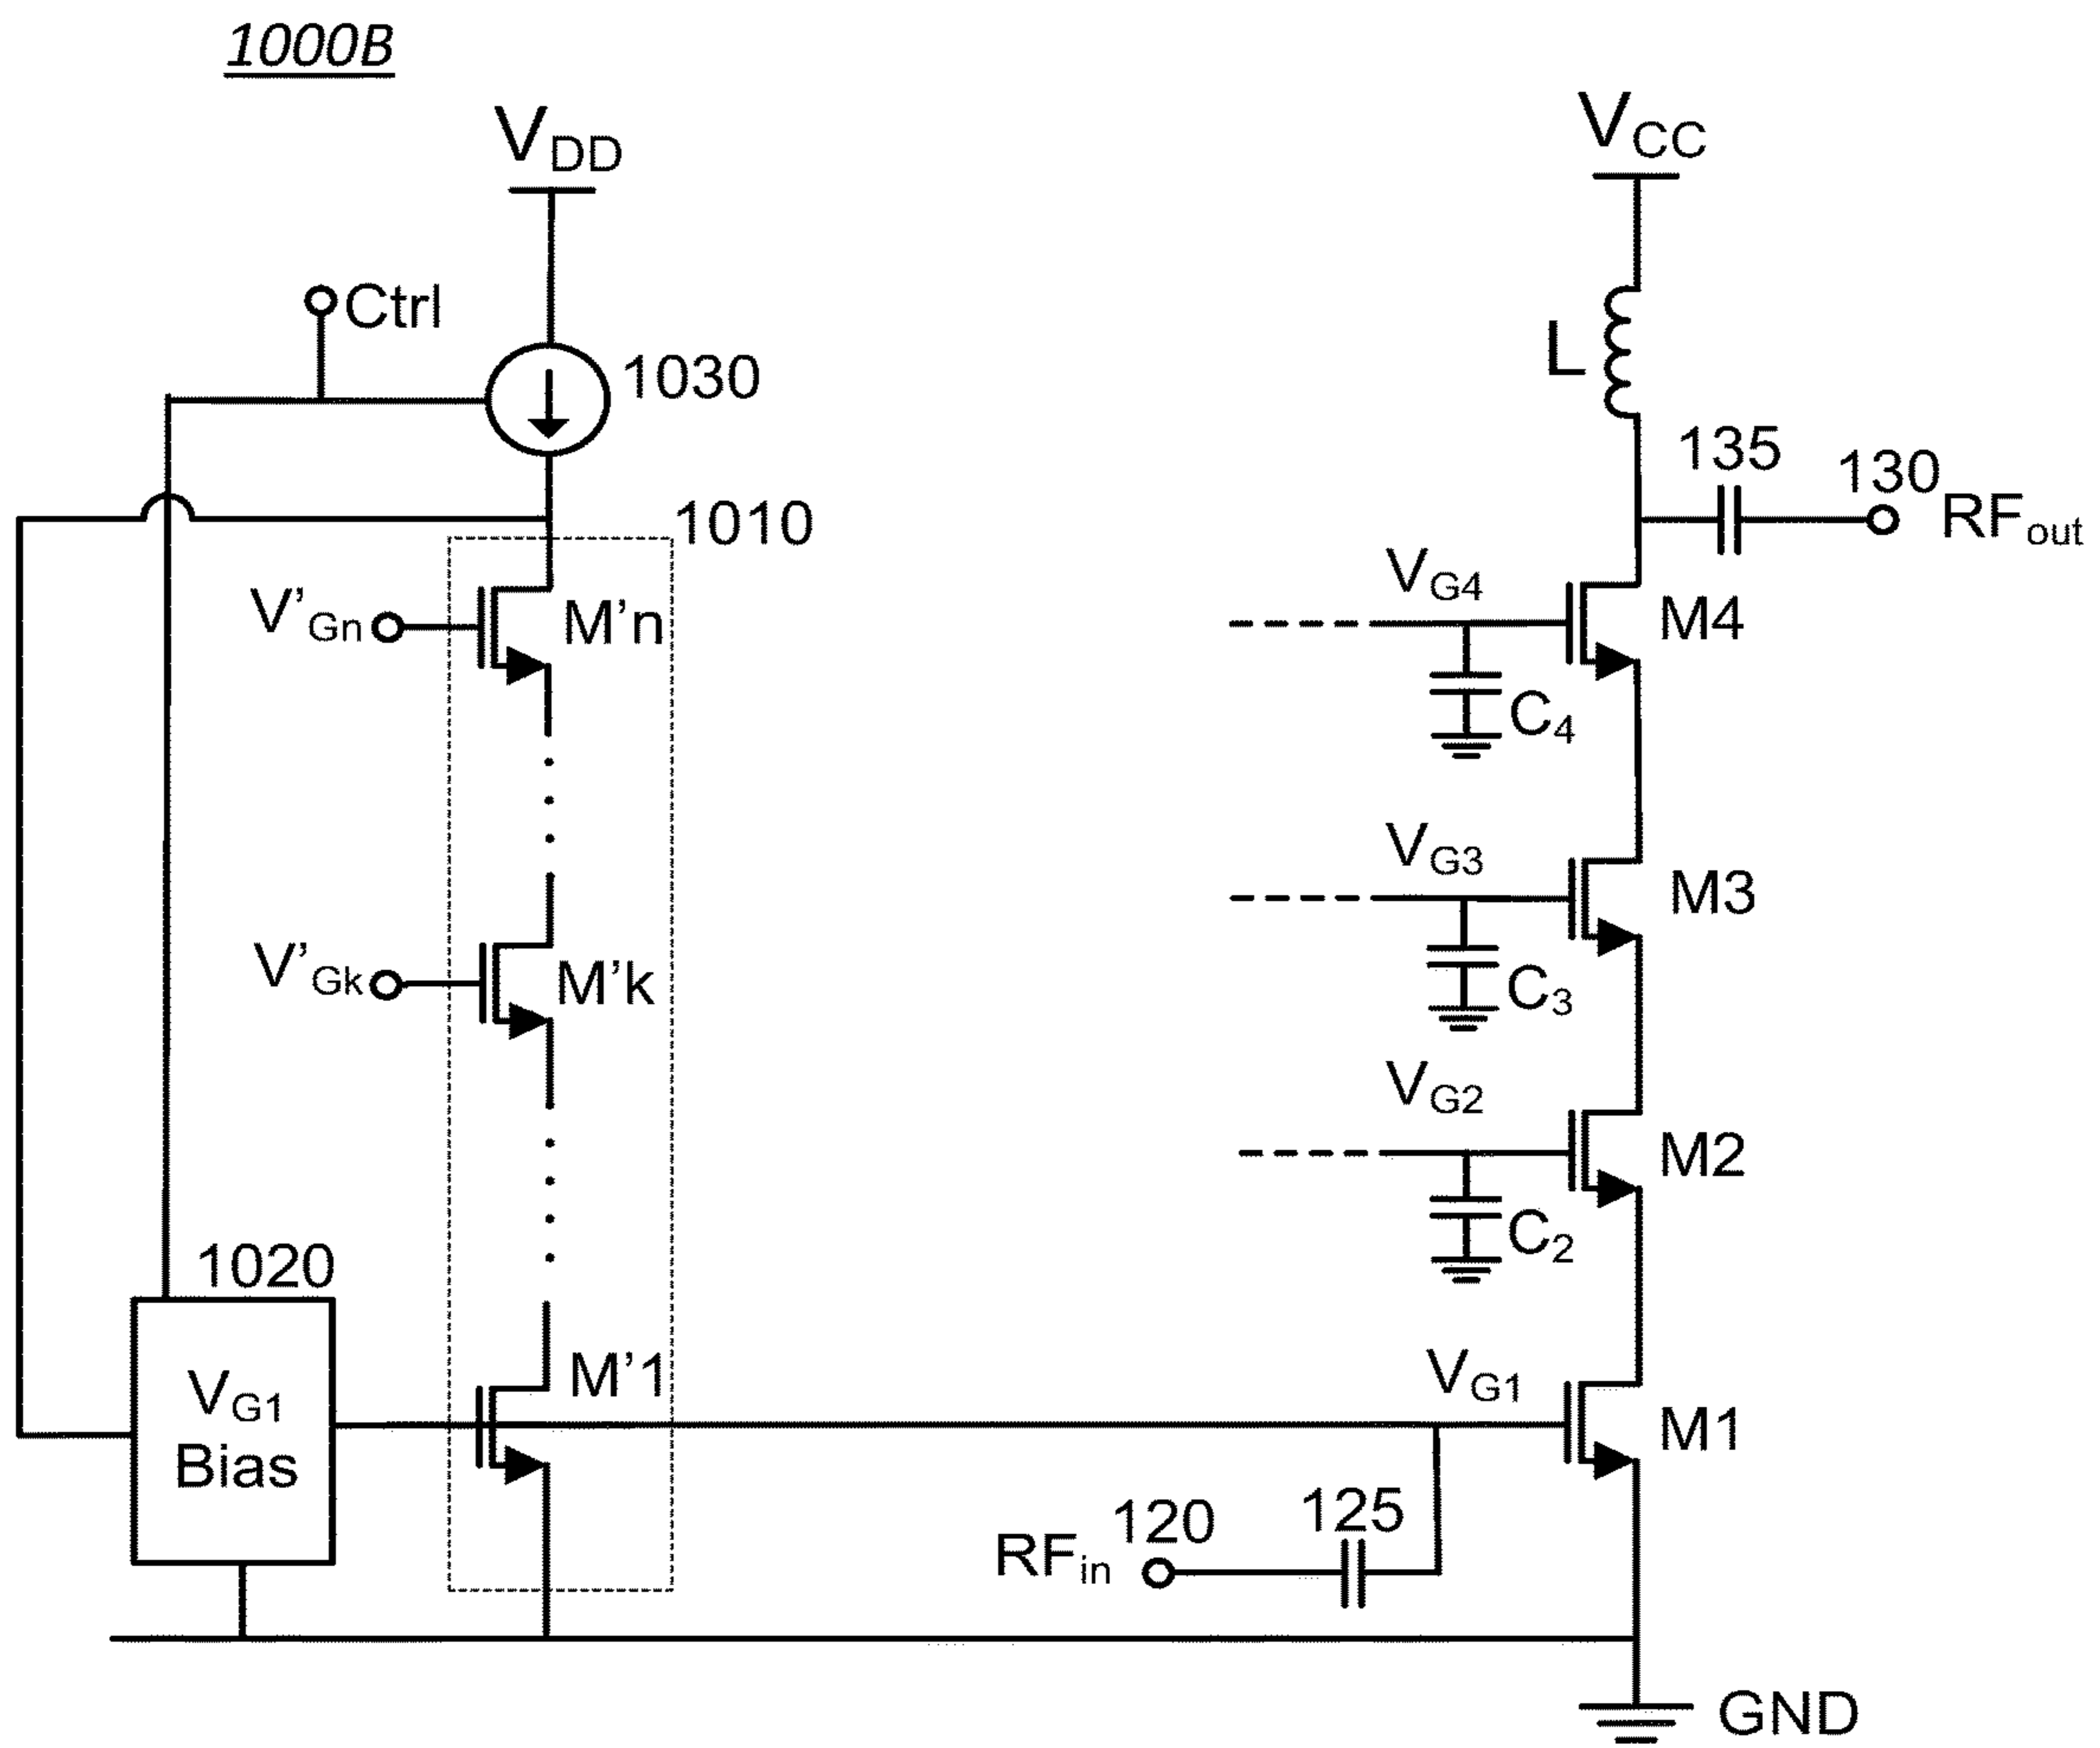 1000B
VDD
VCC
Ctrl
1030
L
135
130
RFout
1010
V'Gn
M'n
VG4
M4
C4
VG3
M3
C3
V'Gk
M'k
VG2
M2
C2
1020
VG1
Bias
M'1
VG1
M1
RFin
120
125
GND